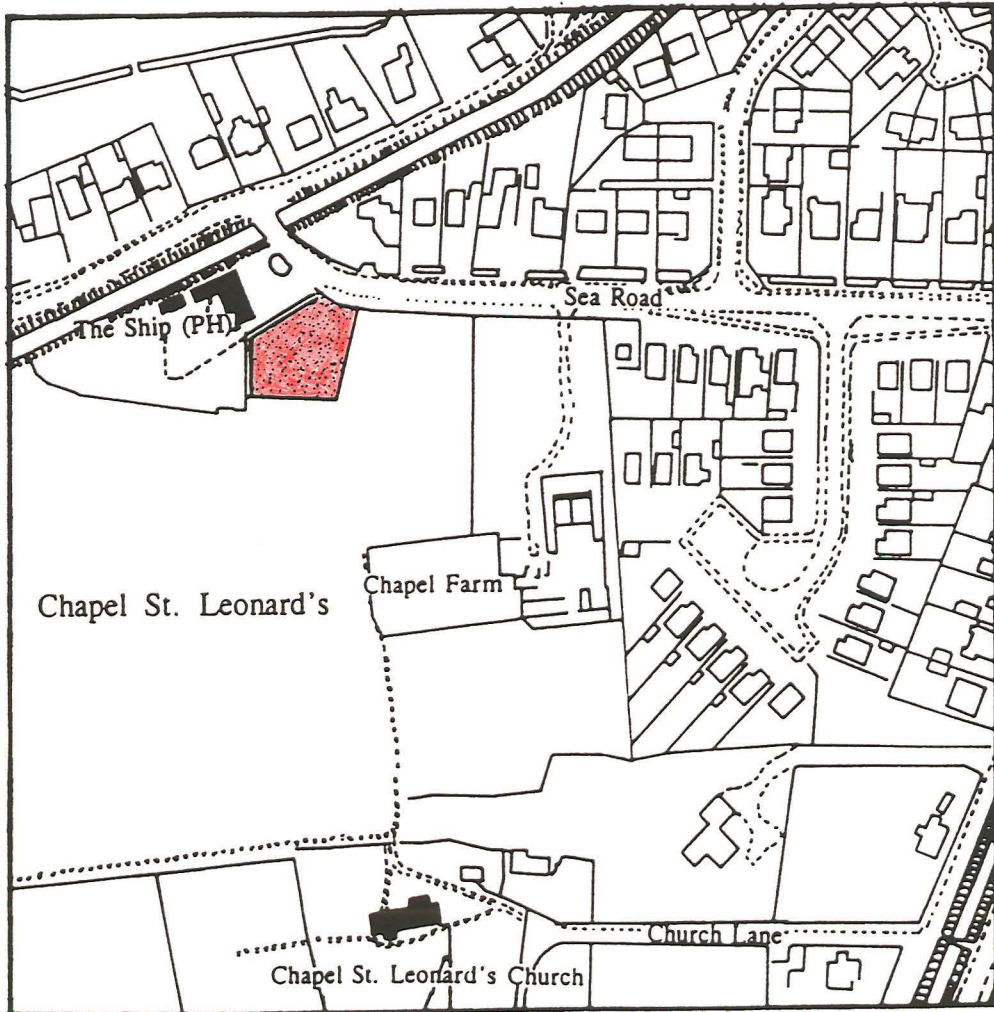 Sea Road
The Ship (PH)
Chapel Farm
Chapel St. Leonard's
Church Lane
Chapel St. Leonard's Church